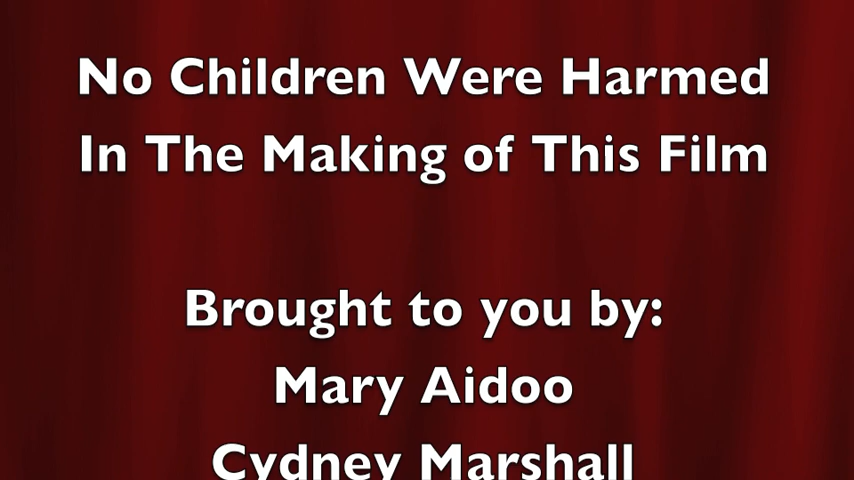 No Children Were Harmed
In The Making of This Film
Brought to you by:
Mary Aidoo
Cydney Marshall